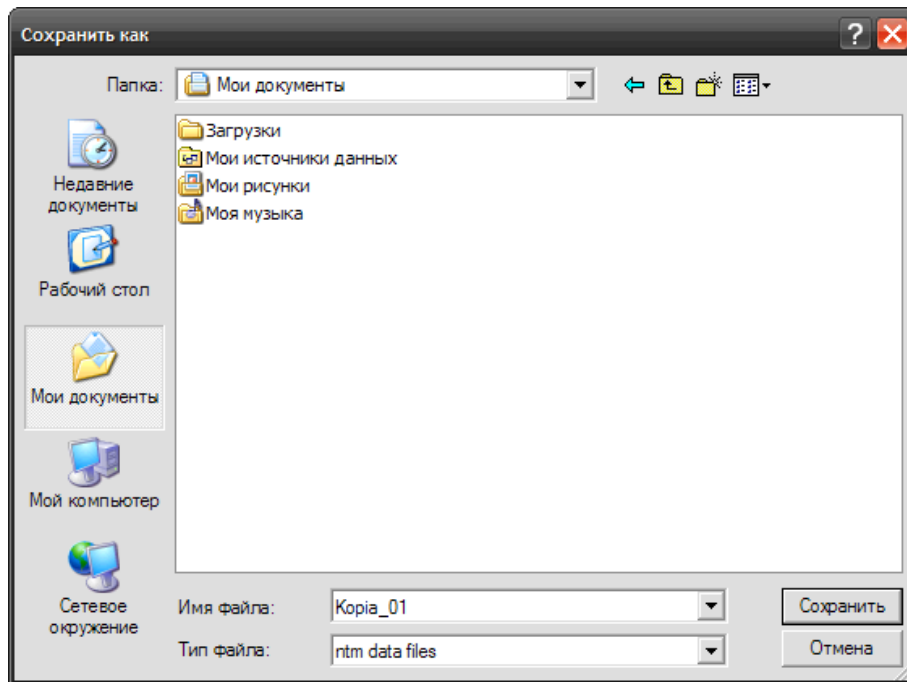 Сохранить как
Папка:
Мои документы
Загрузки
Мои источники данных
Мои рисунки
Моя музыка
Недавние
документы
Рабочий стол
Мои документы
Мой компьютер
Сетевое
окружение
Имя файла:
Kopia_01
Сохранить
Тип файла:
ntm data files
Отмена